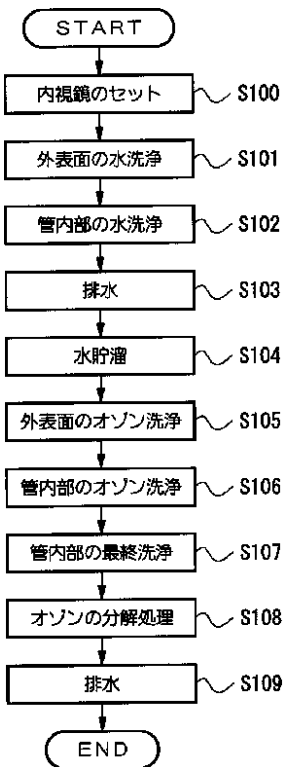 START
内視鏡のセット S100
外表面の水洗浄 S101
管内部の水洗浄 S102
排水 S103
水貯溜 S104
外表面のオゾン洗浄 S105
管内部のオゾン洗浄 S106
管内部の最終洗浄 S107
オゾンの分解処理 S108
排水 S109
END